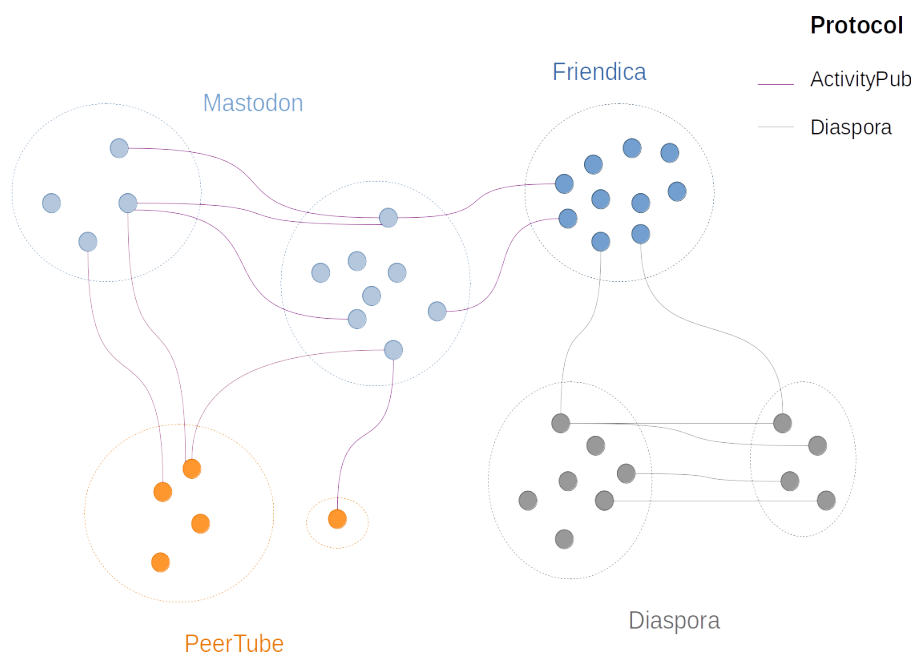 Protocol
Friendica
ActivityPub
Mastodon
Diaspora
Diaspora
PeerTube